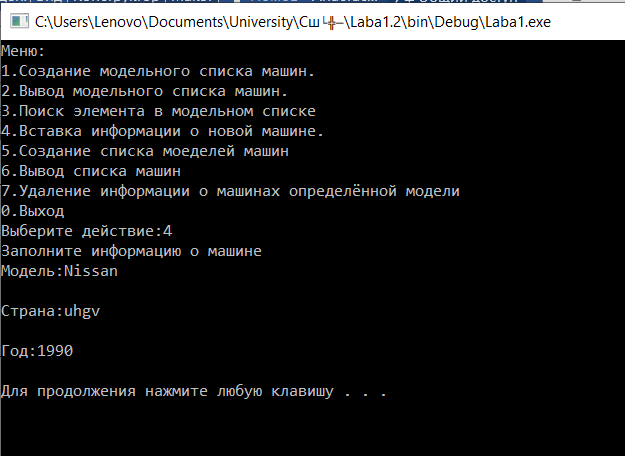 C:\Users\Lenovo\Documents\University\Сш└╬─\Laba1.2\bin\Debug\Laba1.exe
Меню:
1.Создание модельного списка машин.
2.Вывод модельного списка машин.
3.Поиск элемента в модельном списке
4.Вставка информации о новой машине.
5.Создание списка моеделей машин
6.Вывод списка машин
7.Удаление информации о машинах определённой модели
0.Выход
Выберите действие:4
Заполните информацию о машине
Модель:Nissan
Страна:uhgv
Год:1990
Для продолжения нажмите любую клавишу . . .